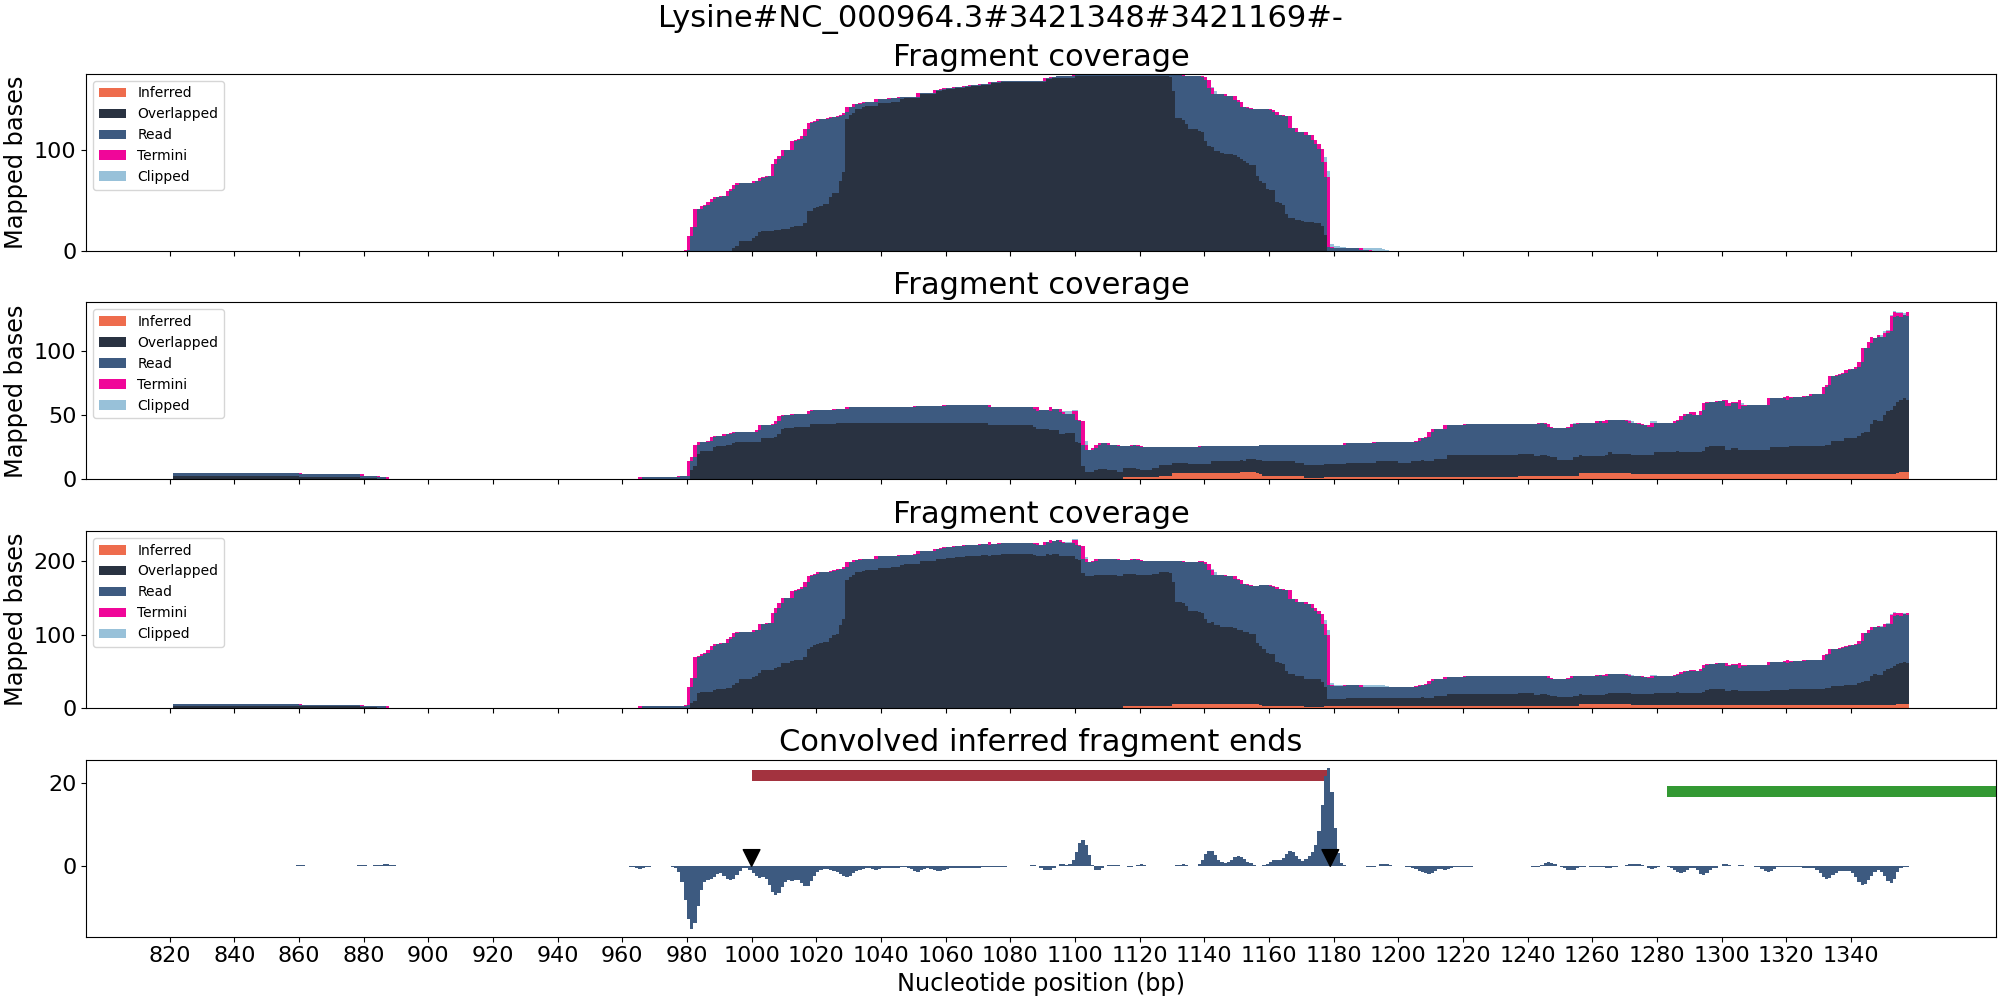 Lysine#NC_000964.3#3421348#3421169#-
Fragment coverage
Mapped bases
100
0
Inferred
Overlapped
Read
Termini
Clipped
Fragment coverage
Mapped bases
100
50
0
Inferred
Overlapped
Read
Termini
Clipped
Fragment coverage
Mapped bases
200
100
0
Inferred
Overlapped
Read
Termini
Clipped
Convolved inferred fragment ends
20
0
820 840 860 880 900 920 940 960 980 1000 1020 1040 1060 1080 1100 1120 1140 1160 1180 1200 1220 1240 1260 1280 1300 1320 1340
Nucleotide position (bp)